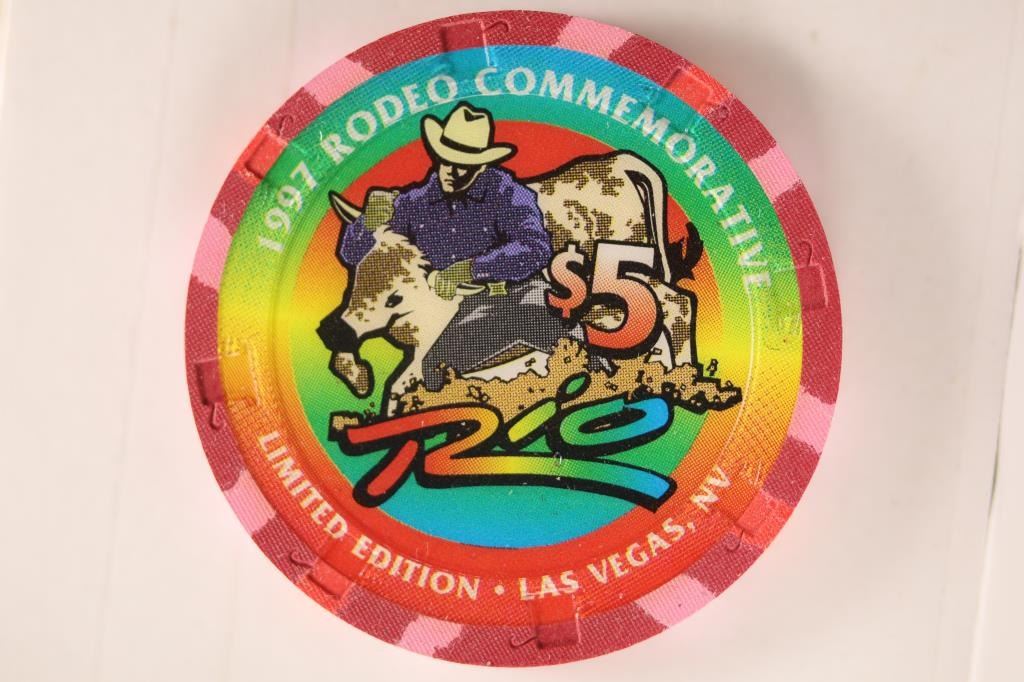 1997 RODEO COMMEMORATIVE
$5
Rio
LIMITED EDITION • LAS VEGAS, NV